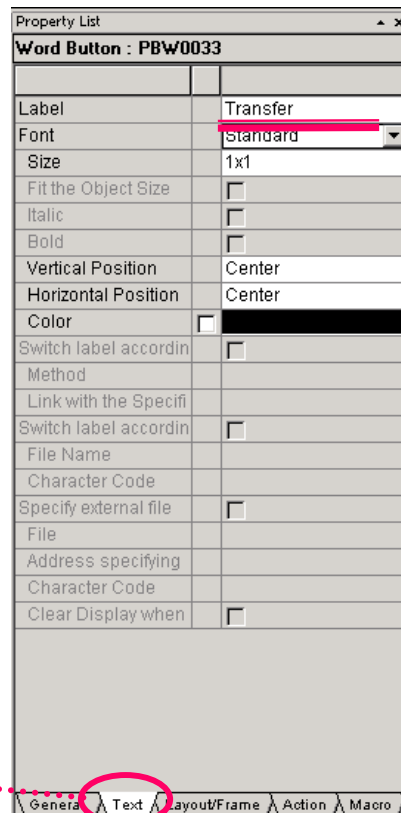 Property List
Word Button : PBW0033
Label Transfer
Font Standard
Size 1x1
Fit the Object Size
Italic
Bold
Vertical Position Center
Horizontal Position Center
Color
Switch label accordin
Method
Link with the Specifi
Switch label accordin
File Name
Character Code
Specify external file
File
Address specifying
Character Code
Clear Display when
General Text Layout/Frame Action Macro